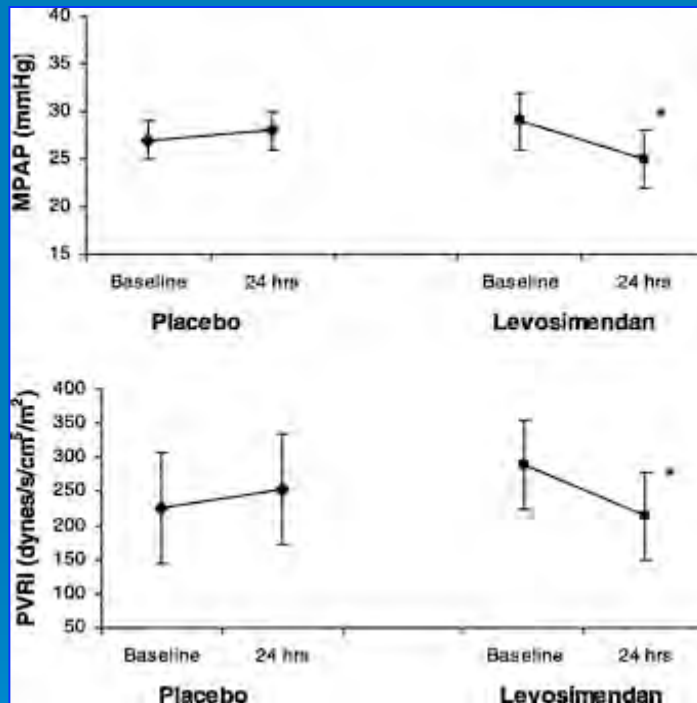 MPAP (mmHg)
40
35
30
25
20
15
*
Baseline 24 hrs Baseline 24 hrs
Placebo Levosimendan
PVRI (dynes/s/cm⁵/m²)
400
350
300
250
200
150
100
50
*
Baseline 24 hrs Baseline 24 hrs
Placebo Levosimendan